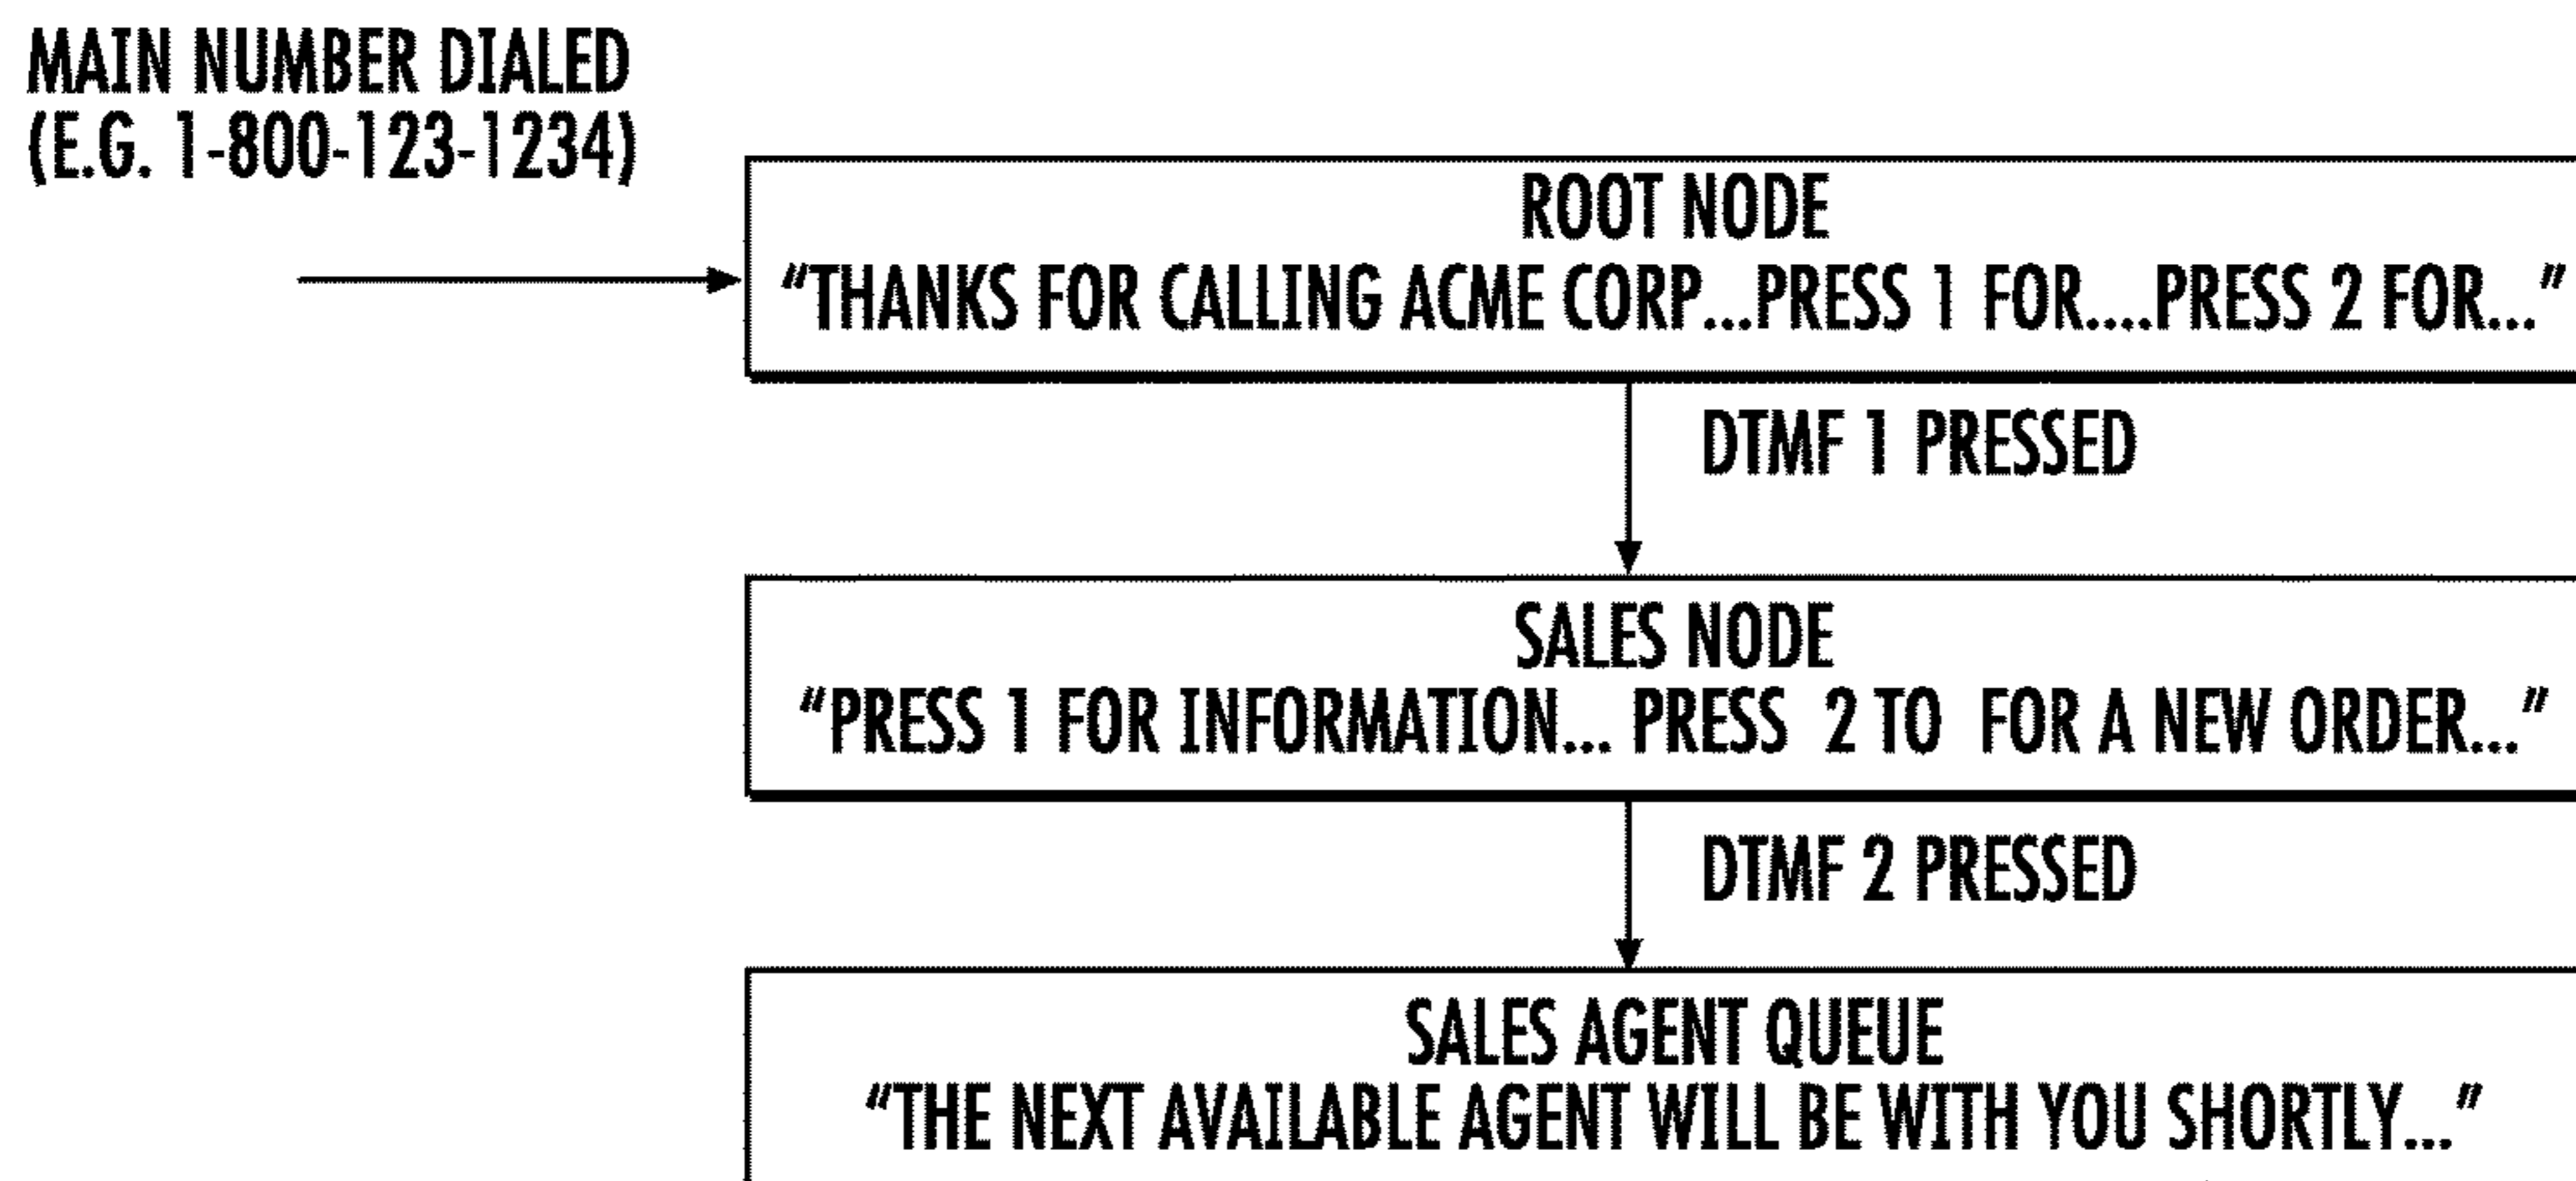 MAIN NUMBER DIALED
(E.G. 1-800-123-1234)
ROOT NODE
"THANKS FOR CALLING ACME CORP...PRESS 1 FOR....PRESS 2 FOR..."
DTMF 1 PRESSED
SALES NODE
"PRESS 1 FOR INFORMATION... PRESS 2 TO FOR A NEW ORDER..."
DTMF 2 PRESSED
SALES AGENT QUEUE
"THE NEXT AVAILABLE AGENT WILL BE WITH YOU SHORTLY..."